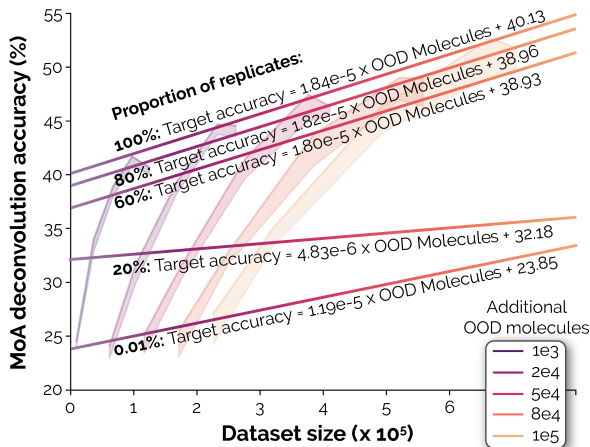 MoA deconvolution accuracy (%)
55
50
45
40
35
30
25
20
Proportion of replicates:
100%: Target accuracy = 1.84e-5 x OOD Molecules + 40.13
80%: Target accuracy = 1.82e-5 x OOD Molecules + 38.96
60%: Target accuracy = 1.80e-5 x OOD Molecules + 38.93
20%: Target accuracy = 4.83e-6 x OOD Molecules + 32.18
0.01%: Target accuracy = 1.19e-5 x OOD Molecules + 23.85
Additional
OOD molecules
1e3
2e4
5e4
8e4
1e5
0 1 2 3 4 5 6
Dataset size (x 10⁵)